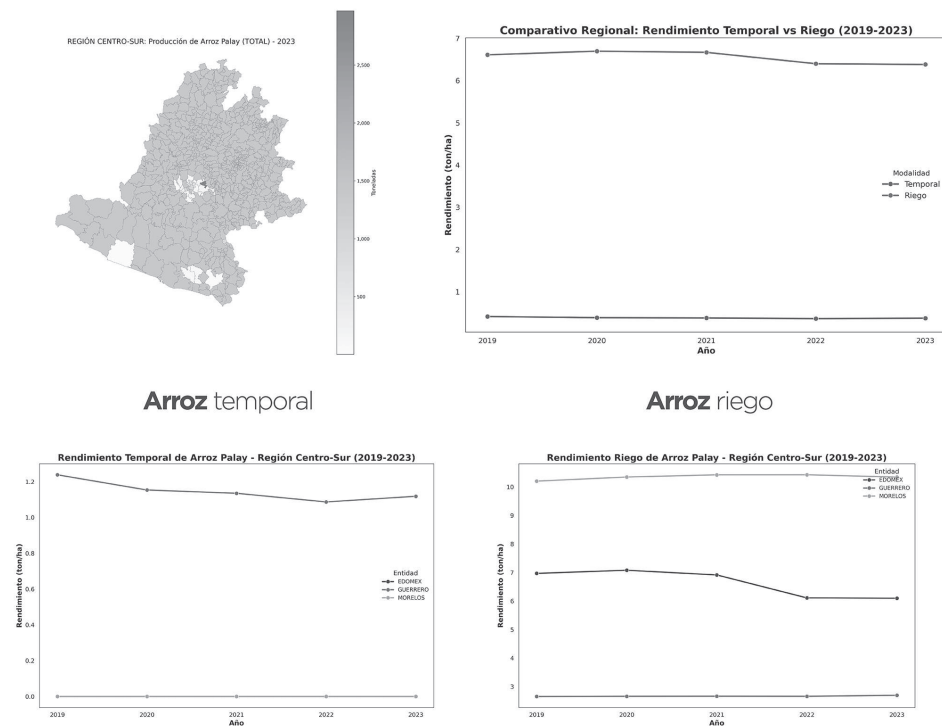 REGIÓN CENTRO-SUR: Producción de Arroz Palay (TOTAL) - 2023
2,500
2,000
1,500
1,000
500
Toneladas
Comparativo Regional: Rendimiento Temporal vs Riego (2019-2023)
7
6
5
4
3
2
1
Rendimiento (ton/ha)
Modalidad
Temporal
Riego
2019 2020 2021 2022 2023
Año
Arroz temporal
Rendimiento Temporal de Arroz Palay - Región Centro-Sur (2019-2023)
1.2
1.0
0.8
0.6
0.4
0.2
0.0
Rendimiento (ton/ha)
Entidad
EDOMEX
GUERRERO
MORELOS
2019 2020 2021 2022 2023
Año
Arroz riego
Rendimiento Riego de Arroz Palay - Región Centro-Sur (2019-2023)
10
9
8
7
6
5
4
3
Rendimiento (ton/ha)
Entidad
EDOMEX
GUERRERO
MORELOS
2019 2020 2021 2022 2023
Año